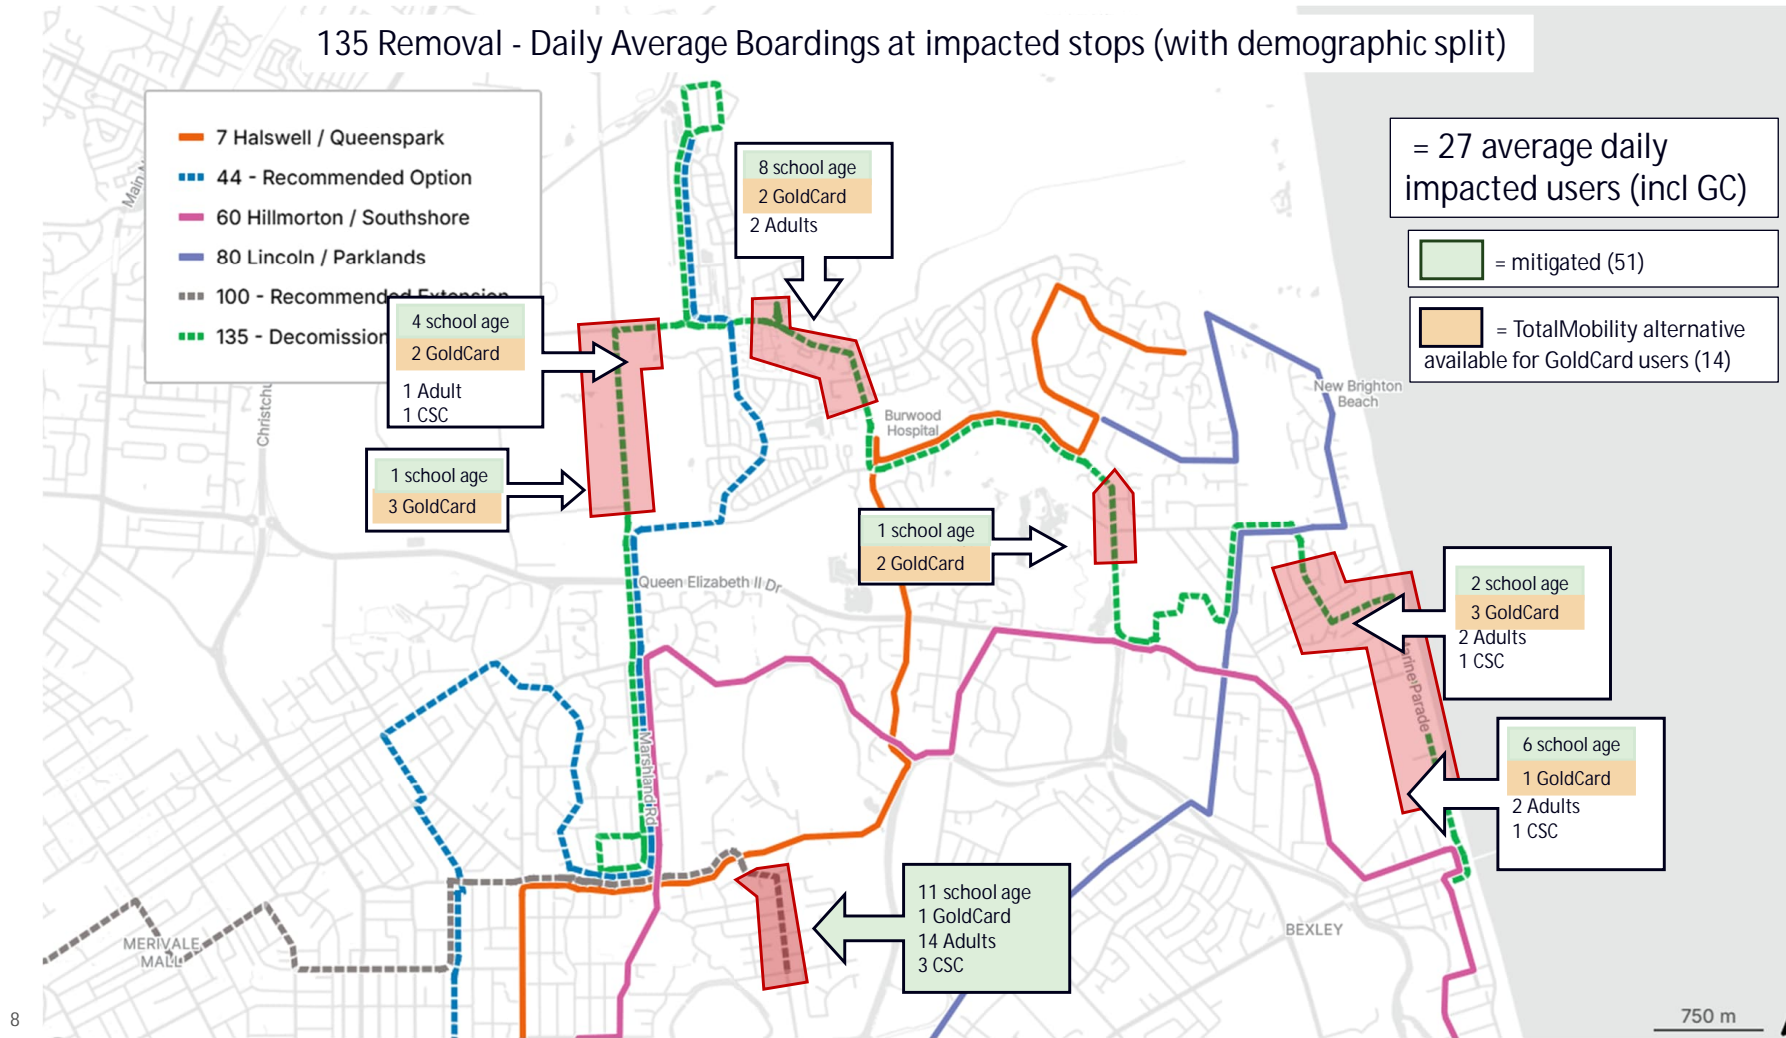 135 Removal - Daily Average Boardings at impacted stops (with demographic split)
7 Halswell / Queenspark
44 - Recommended Option
60 Hillmorton / Southshore
80 Lincoln / Parklands
100 - Recommended Extension
135 - Decomission
= 27 average daily
impacted users (incl GC)
= mitigated (51)
= TotalMobility alternative
available for GoldCard users (14)
8 school age
2 GoldCard
2 Adults
4 school age
2 GoldCard
1 Adult
1 CSC
1 school age
3 GoldCard
1 school age
2 GoldCard
2 school age
3 GoldCard
2 Adults
1 CSC
6 school age
1 GoldCard
2 Adults
1 CSC
11 school age
1 GoldCard
14 Adults
3 CSC
Main
Christch
Burwood
Hospital
New Brighton
Beach
Queen Elizabeth II Dr
Marshland Rd
Marine Parade
MERIVALE
MALL
BEXLEY
750 m
8